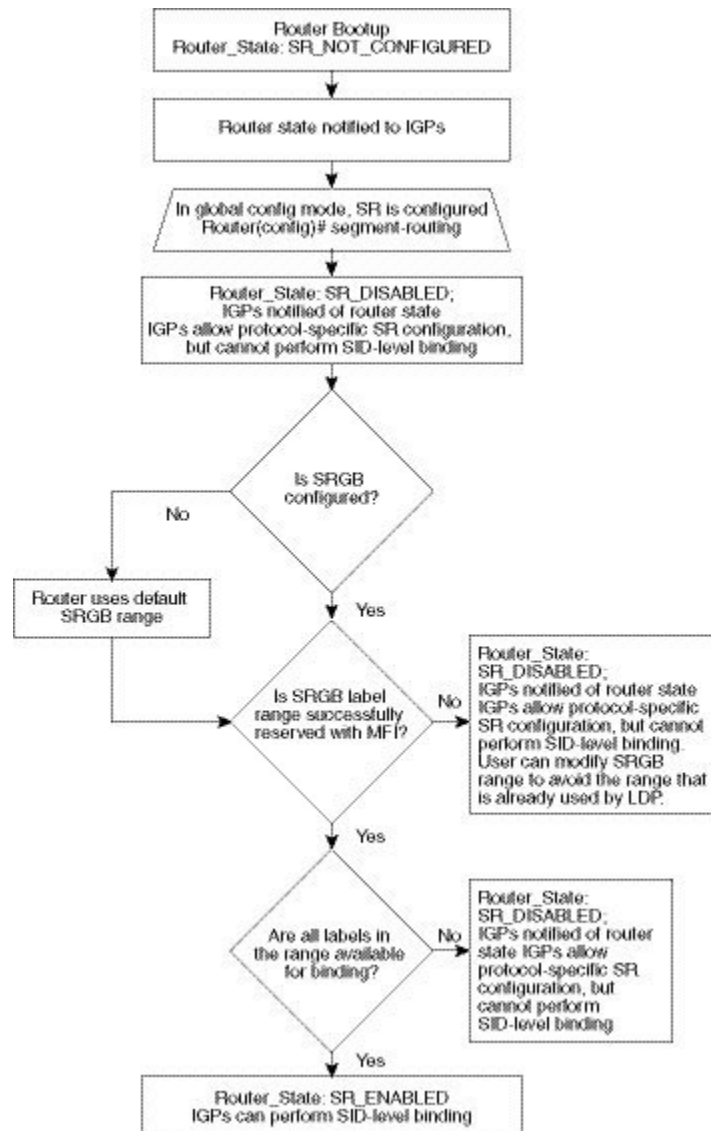 Router Bootup
Router_State: SR_NOT_CONFIGURED
Router state notified to IGPs
In global config mode, SR is configured
Router(config)# segment-routing
Router_State: SR_DISABLED;
IGPs notified of router state
IGPs allow protocol-specific SR configuration,
but cannot perform SID-level binding
Is SRGB
configured?
No
Router uses default
SRGB range
Yes
Is SRGB label
range successfully
reserved with MFI?
No
Router_State:
SR_DISABLED;
IGPs notified of router state
IGPs allow protocol-specific
SR configuration, but cannot
perform SID-level binding.
User can modify SRGB
range to avoid the range that
is already used by LDP.
Yes
Are all labels in
the range available
for binding?
No
Router_State:
SR_DISABLED;
IGPs notified of router
state IGPs allow
protocol-specific SR
configuration, but
cannot perform
SID-level binding
Yes
Router_State: SR_ENABLED
IGPs can perform SID-level binding